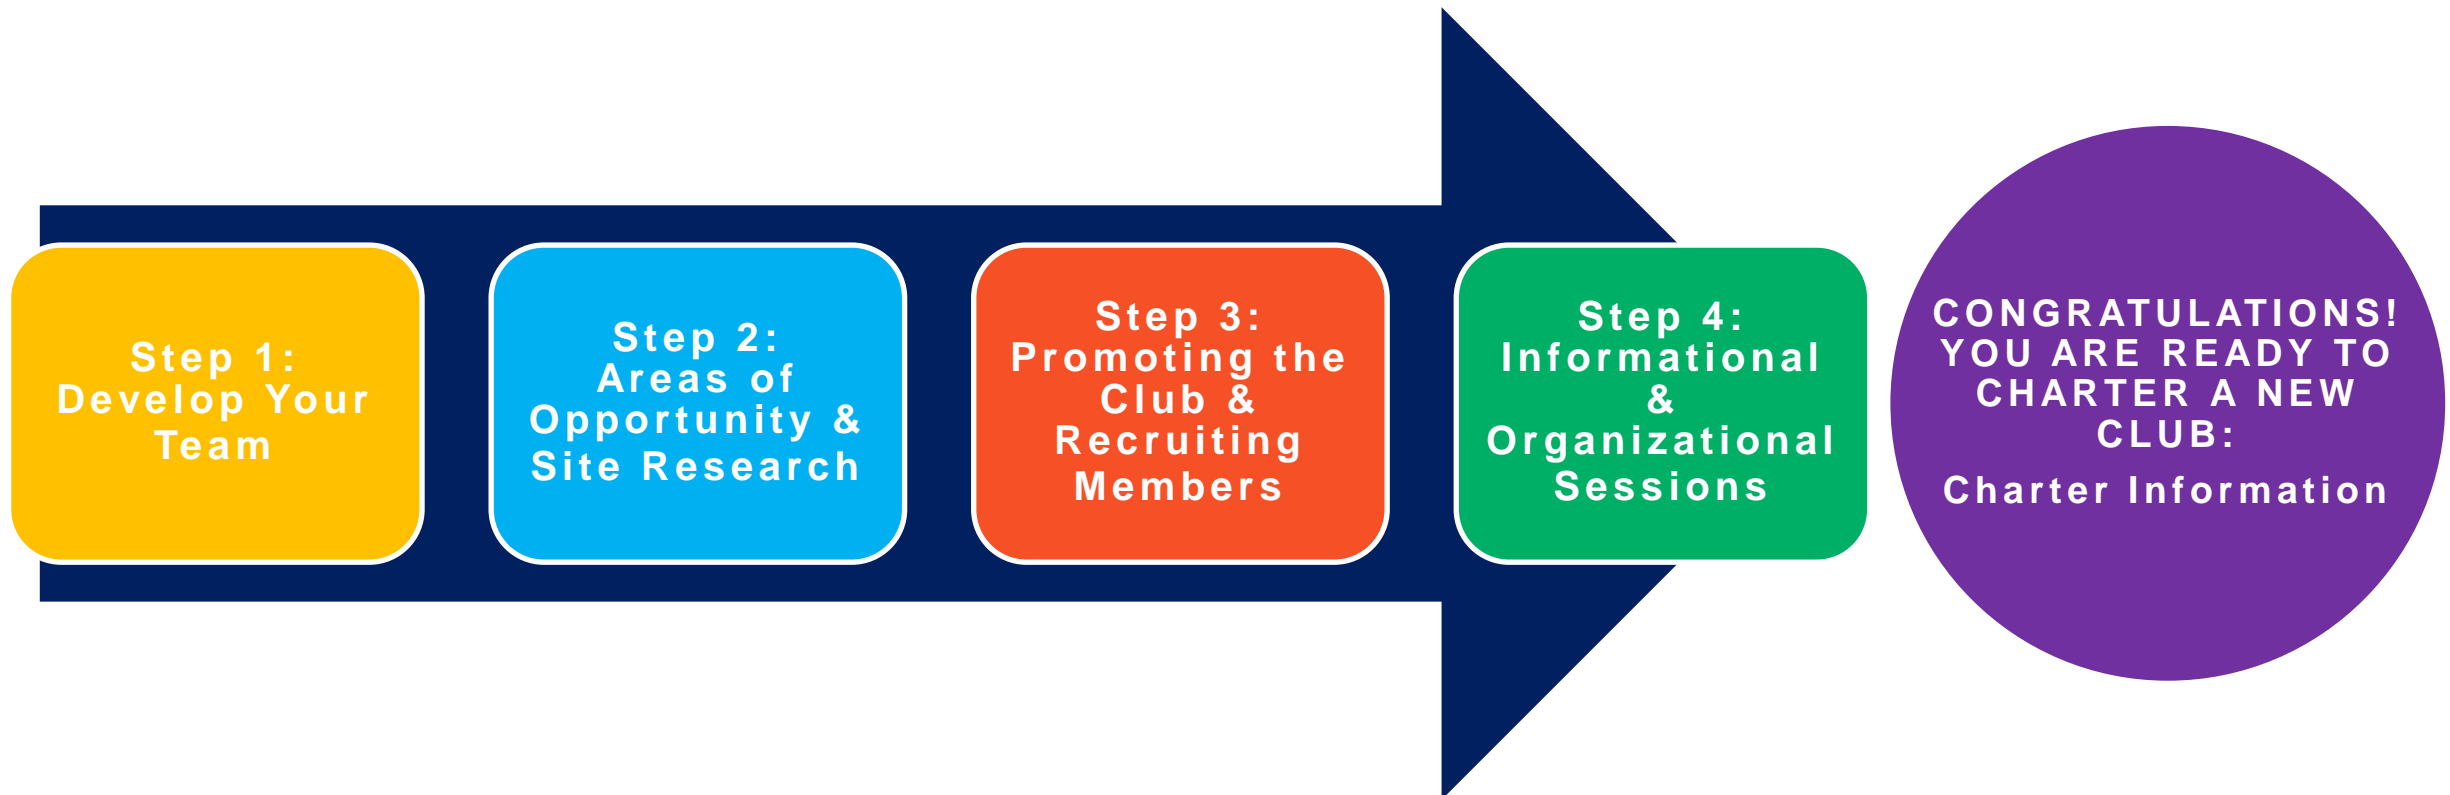 Step 1:
Develop Your
Team
Step 2:
Areas of
Opportunity &
Site Research
Step 3:
Promoting the
Club &
Recruiting
Members
Step 4:
Informational
&
Organizational
Sessions
CONGRATULATIONS!
YOU ARE READY TO
CHARTER A NEW
CLUB:
Charter Information